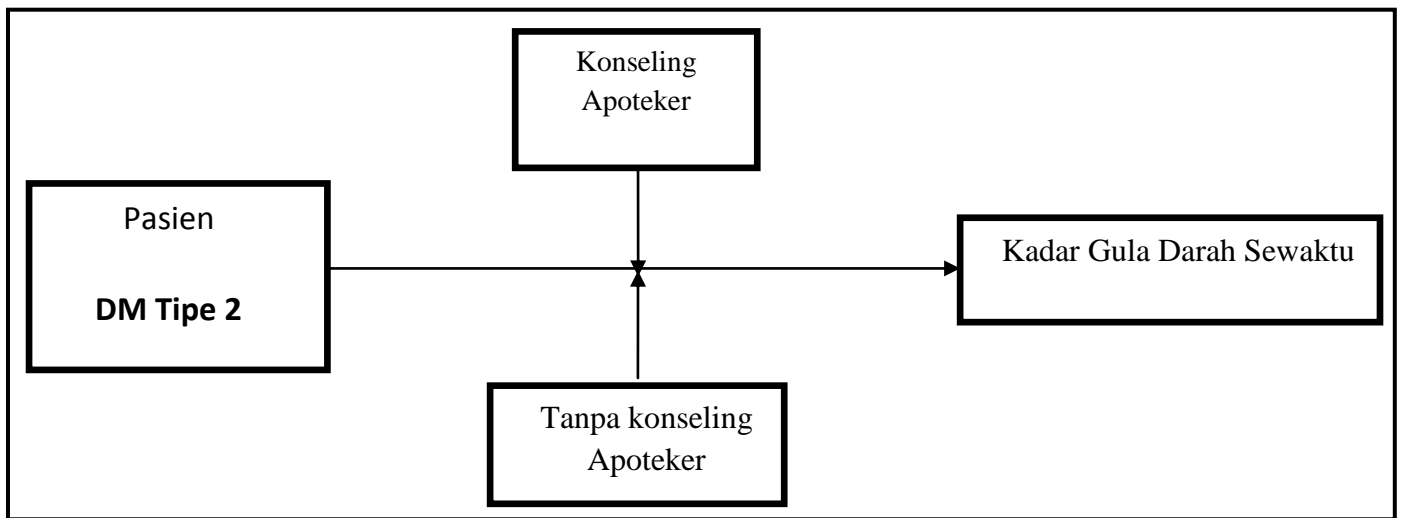 Konseling
Apoteker
Pasien
DM Tipe 2
Kadar Gula Darah Sewaktu
Tanpa konseling
Apoteker